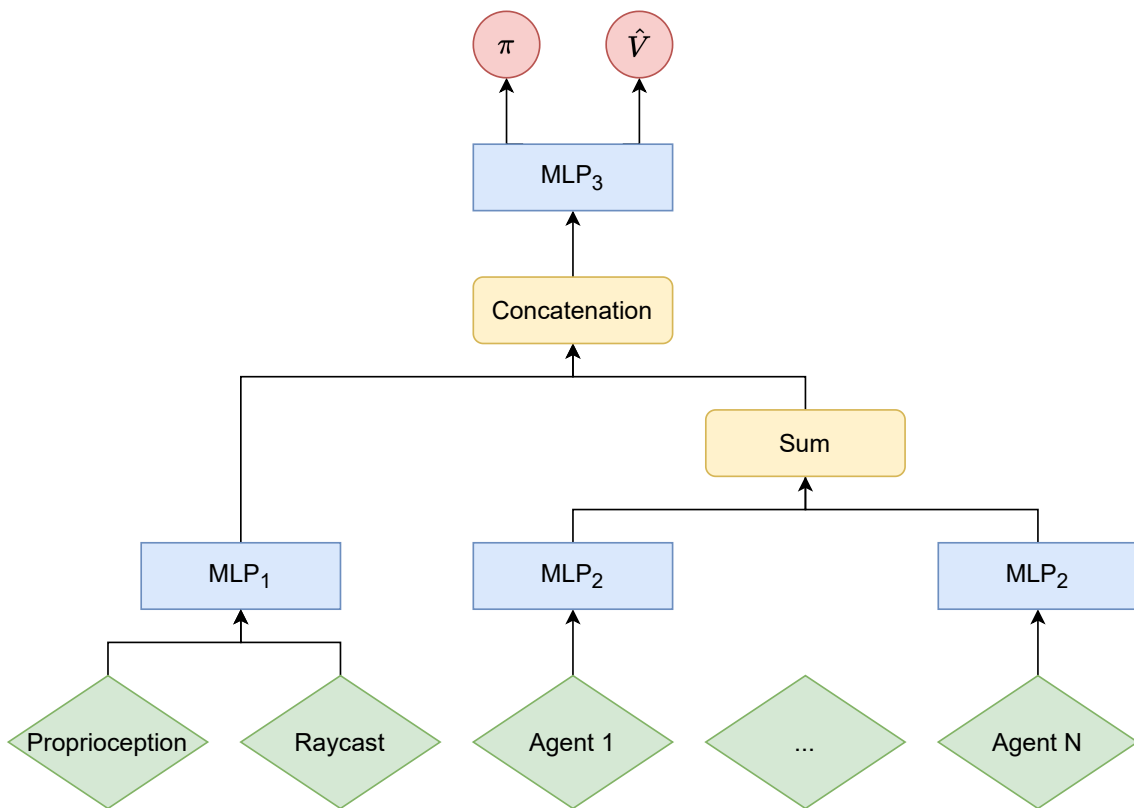 π V̂
MLP₃
Concatenation
Sum
MLP₁ MLP₂ MLP₂
Proprioception Raycast Agent 1 ... Agent N